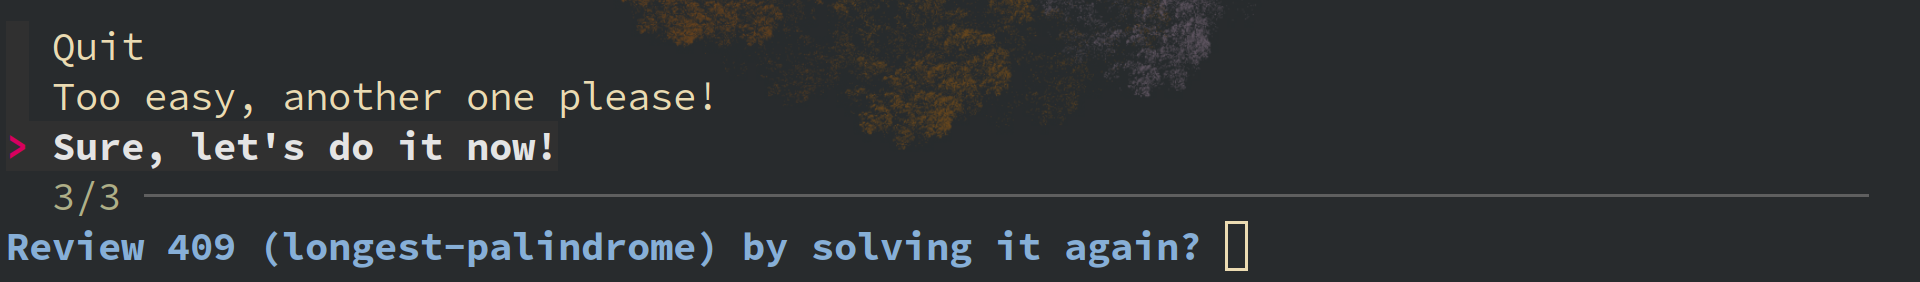 Quit
Too easy, another one please!
> Sure, let's do it now!
3/3
Review 409 (longest-palindrome) by solving it again?